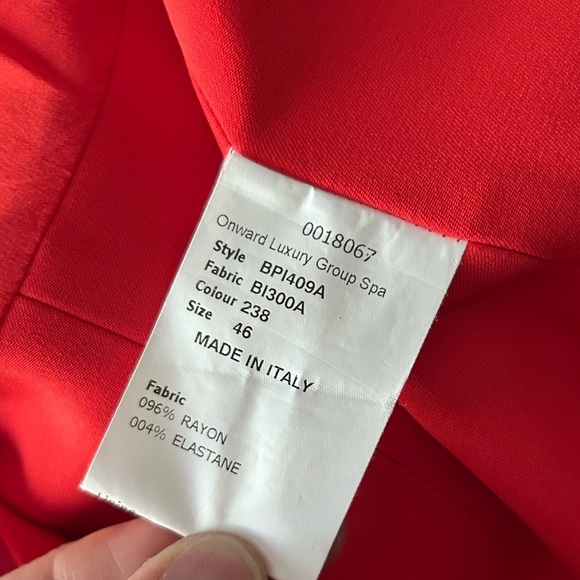 0018067
Onward Luxury Group Spa
Style BPI409A
Fabric BI300A
Colour 238
Size 46
MADE IN ITALY
Fabric
096% RAYON
004% ELASTANE